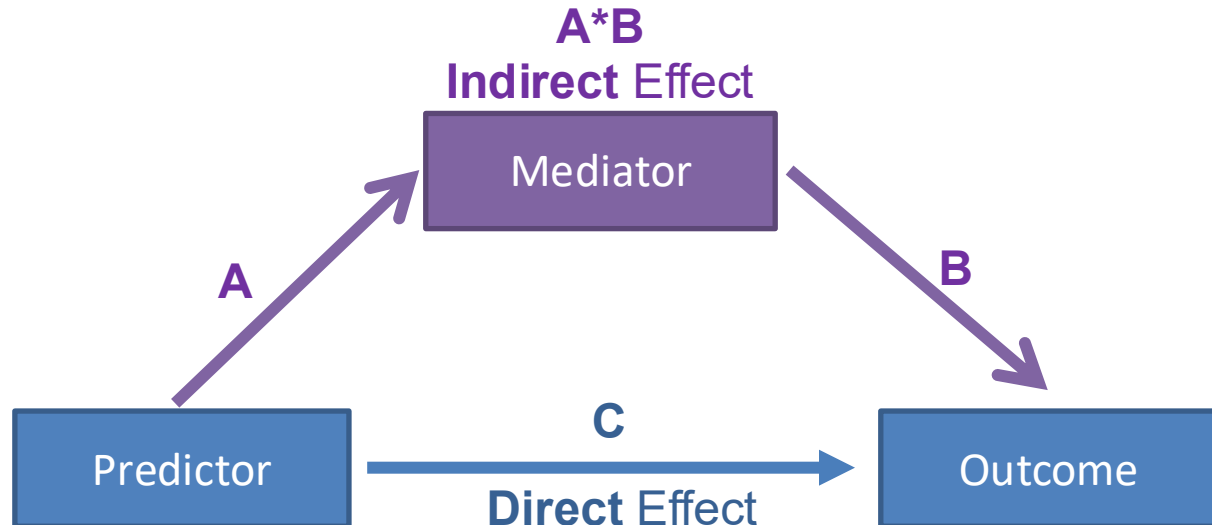 A*B
Indirect Effect
Mediator
A
B
C
Predictor
Outcome
Direct Effect